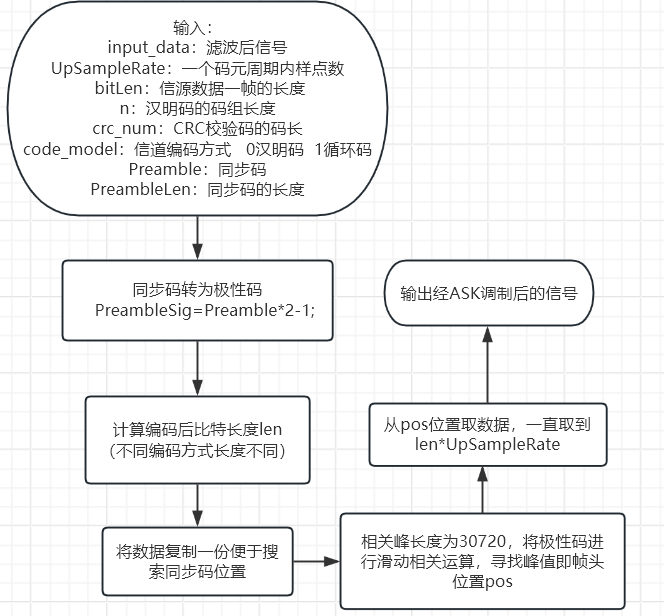 输入：
input_data：滤波后信号
UpSampleRate：一个码元周期内样点数
bitLen：信源数据一帧的长度
n：汉明码的码组长度
crc_num：CRC校验码的码长
code_model：信道编码方式 0汉明码 1循环码
Preamble：同步码
PreambleLen：同步码的长度
同步码转为极性码
PreambleSig=Preamble*2-1;
计算编码后比特长度len
（不同编码方式长度不同）
将数据复制一份便于搜
索同步码位置
相关峰长度为30720，将极性码进
行滑动相关运算，寻找峰值即帧头
位置pos
从pos位置取数据，一直取到
len*UpSampleRate
输出经ASK调制后的信号